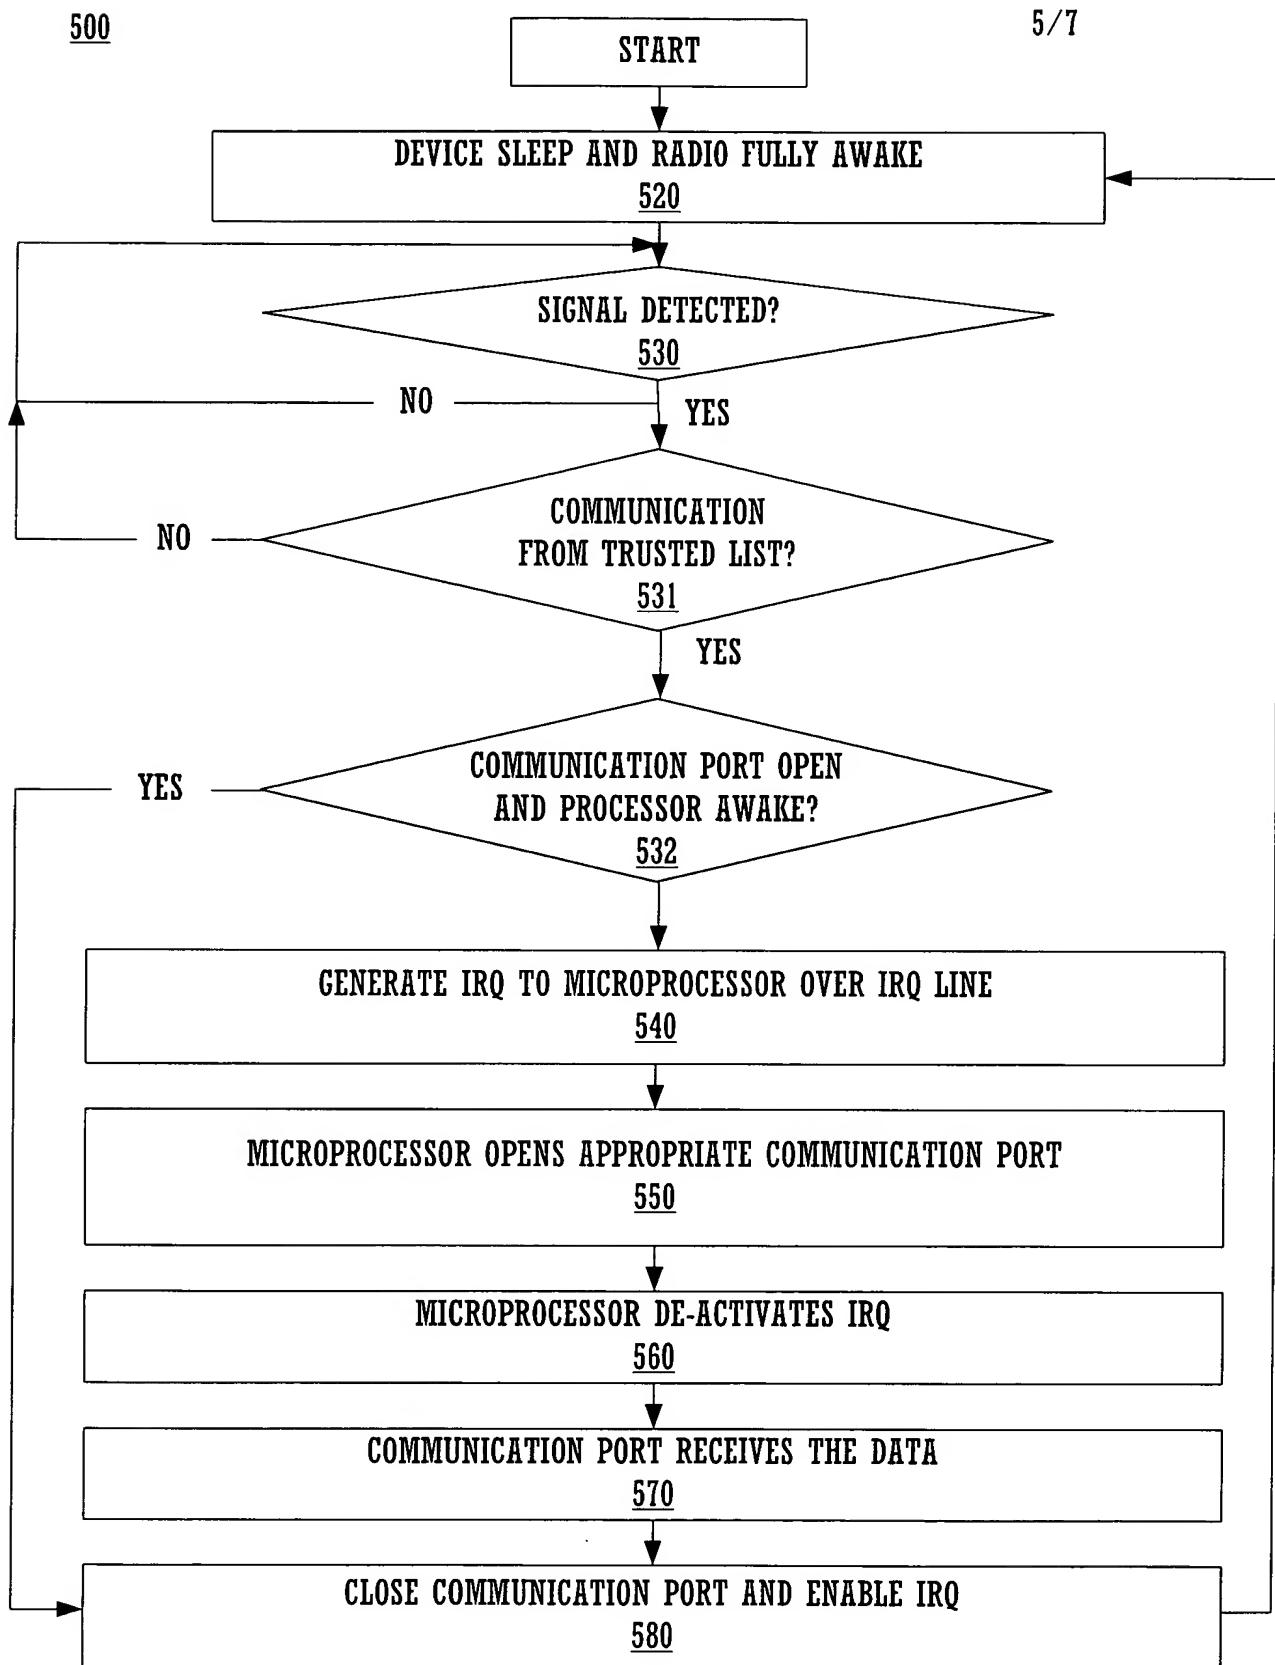 500
5/7
START
DEVICE SLEEP AND RADIO FULLY AWAKE
520
SIGNAL DETECTED?
530
NO
YES
COMMUNICATION
FROM TRUSTED LIST?
531
NO
YES
COMMUNICATION PORT OPEN
AND PROCESSOR AWAKE?
532
YES
GENERATE IRQ TO MICROPROCESSOR OVER IRQ LINE
540
MICROPROCESSOR OPENS APPROPRIATE COMMUNICATION PORT
550
MICROPROCESSOR DE-ACTIVATES IRQ
560
COMMUNICATION PORT RECEIVES THE DATA
570
CLOSE COMMUNICATION PORT AND ENABLE IRQ
580